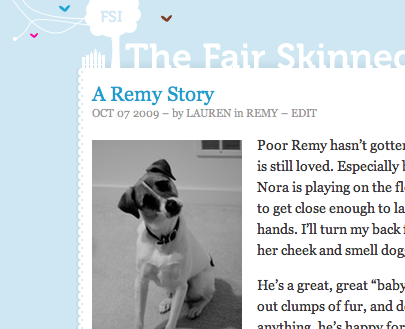 FSI
The Fair Skinned
A Remy Story
OCT 07 2009 – by LAUREN in REMY – EDIT
Poor Remy hasn't gotten
is still loved. Especially
Nora is playing on the fl
to get close enough to la
hands. I'll turn my back
her cheek and smell dog
He's a great, great "baby
out clumps of fur, and d
anything, he's happy for